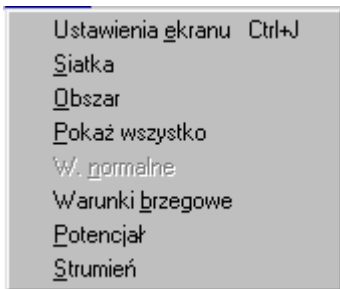 Ustawienia ekranu Ctrl+J
Siatka
Obszar
Pokaż wszystko
W. normalne
Warunki brzegowe
Potencjał
Strumień